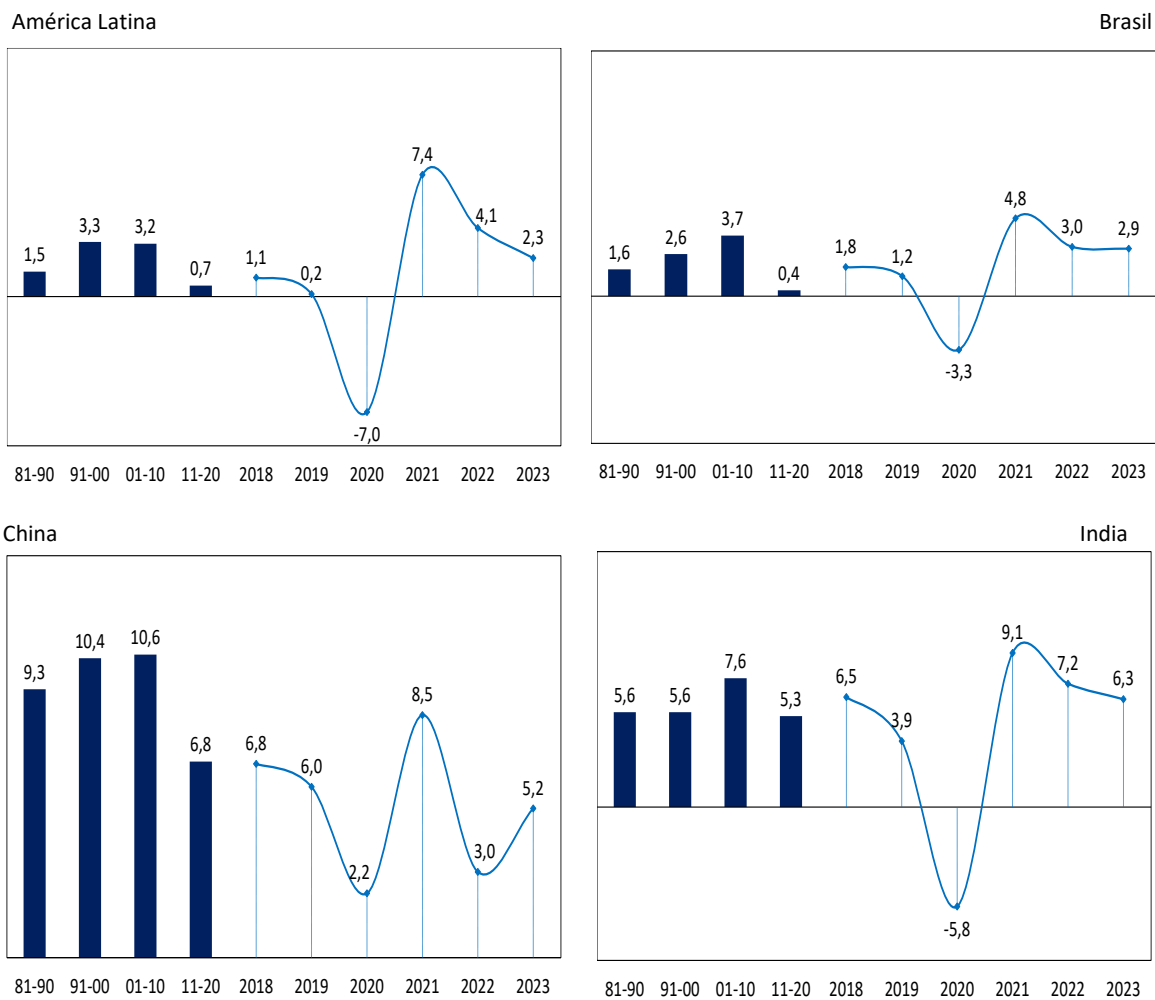 América Latina
1,5 3,3 3,2 0,7 1,1 0,2 -7,0 7,4 4,1 2,3
81-90 91-00 01-10 11-20 2018 2019 2020 2021 2022 2023
Brasil
1,6 2,6 3,7 0,4 1,8 1,2 -3,3 4,8 3,0 2,9
81-90 91-00 01-10 11-20 2018 2019 2020 2021 2022 2023
China
9,3 10,4 10,6 6,8 6,8 6,0 2,2 8,5 3,0 5,2
81-90 91-00 01-10 11-20 2018 2019 2020 2021 2022 2023
India
5,6 5,6 7,6 5,3 6,5 3,9 -5,8 9,1 7,2 6,3
81-90 91-00 01-10 11-20 2018 2019 2020 2021 2022 2023